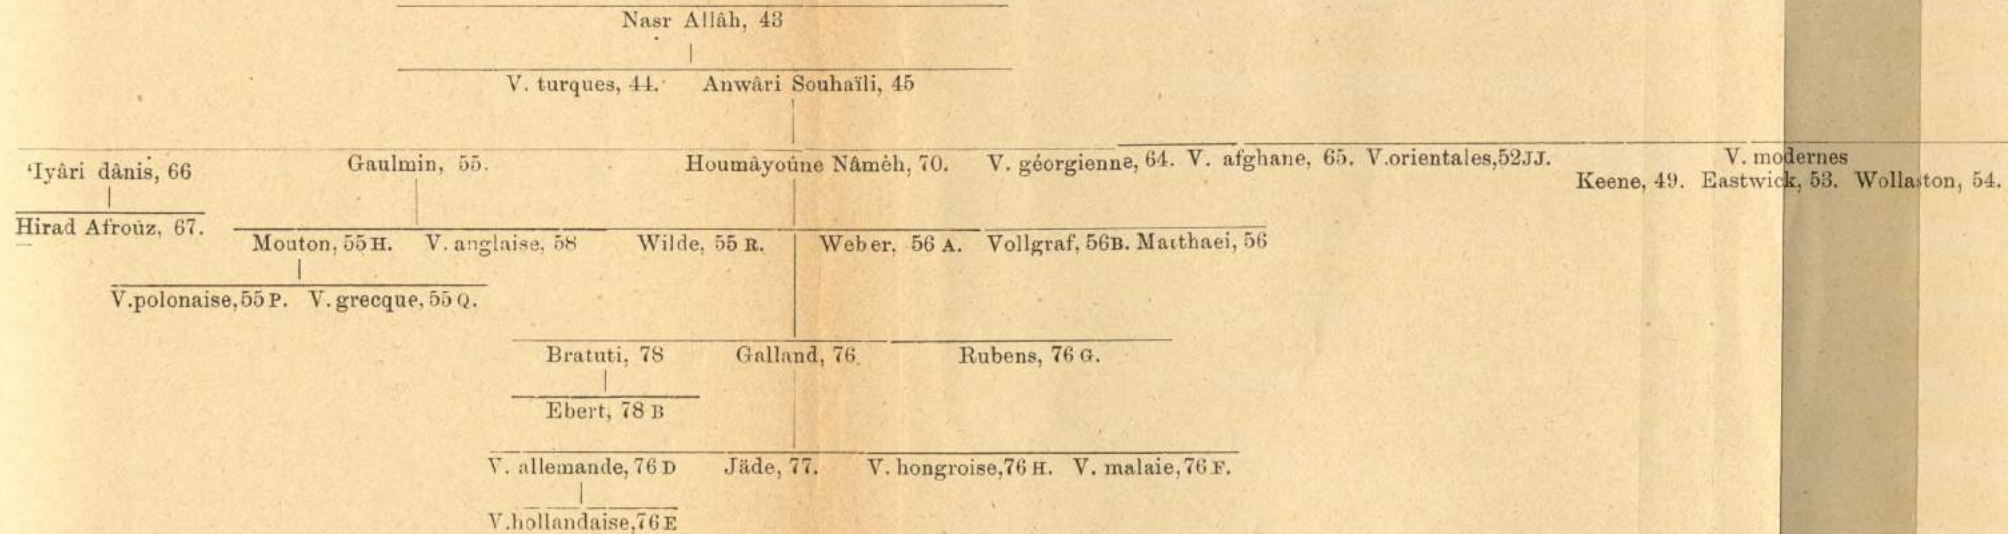 Nasr Allâh, 43
V. turques, 44. Anwâri Souhaïli, 45
‘Iyâri dânis, 66 Gaulmin, 55. Houmâyoûne Nâmèh, 70. V. géorgienne, 64. V. afghane, 65. V.orientales,52JJ. V. modernes
Keene, 49. Eastwick, 53. Wollaston, 54.
Hirad Afroûz, 67.
Mouton, 55 H. V. anglaise, 58 Wilde, 55 R. Weber, 56 A. Vollgraf, 56B. Matthaei, 56
V.polonaise,55 P. V. grecque, 55 Q.
Bratuti, 78 Galland, 76. Rubens, 76 G.
Ebert, 78 B
V. allemande, 76 D Jäde, 77. V. hongroise,76 H. V. malaie,76 F.
V.hollandaise,76 E